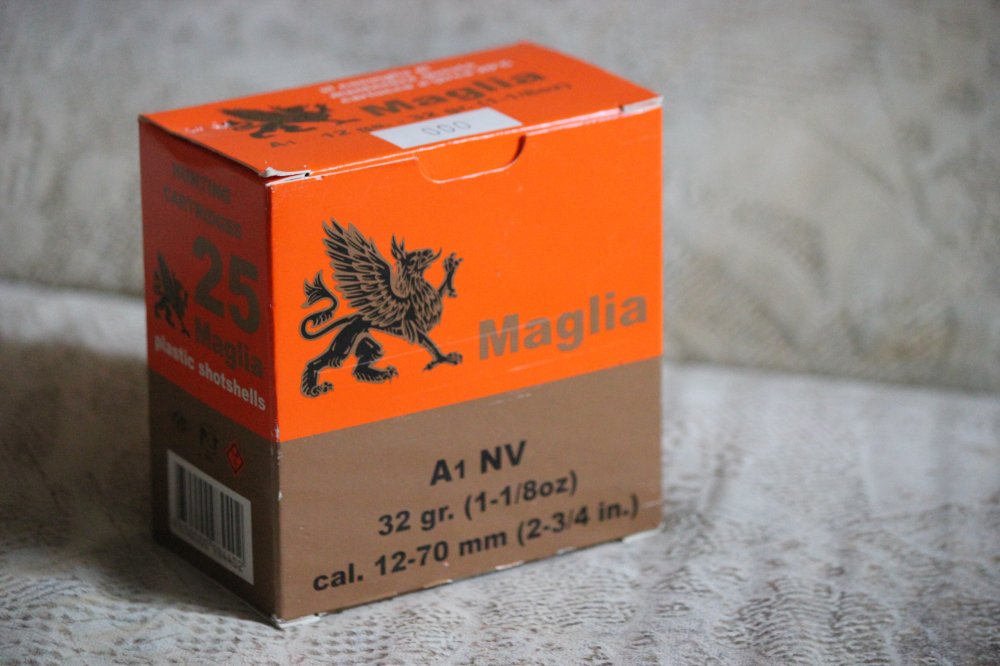 Maglia
12
000
A1
HUNTING
CARTRIDGES
25
Maglia
plastic shotshells
Maglia
A1 NV
32 gr. (1-1/8oz)
cal. 12-70 mm (2-3/4 in.)